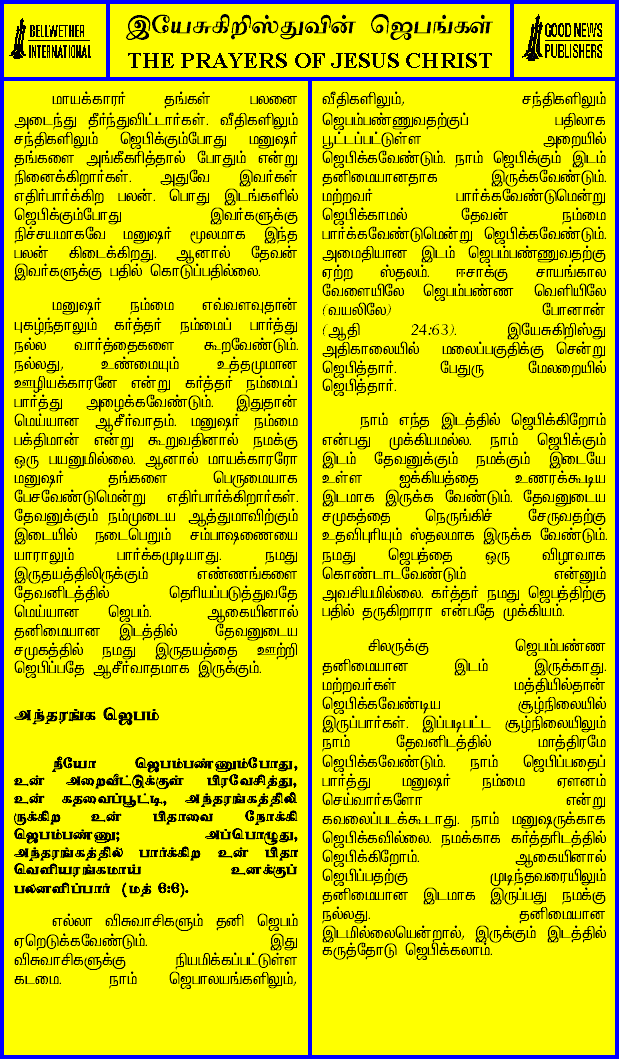 BELLWETHER
INTERNATIONAL
இயேசுகிறிஸ்துவின் ஜெபங்கள்
THE PRAYERS OF JESUS CHRIST
GOOD NEWS
PUBLISHERS
மாயக்காரர் தங்கள் பலனை
அடைந்து தீர்ந்துவிட்டார்கள். வீதிகளிலும்
சந்திகளிலும் ஜெபிக்கும்போது மனுஷர்
தங்களை அங்கீகரித்தால் போதும் என்று
நினைக்கிறார்கள். அதுவே இவர்கள்
எதிர்பார்க்கிற பலன். பொது இடங்களில்
ஜெபிக்கும்போது இவர்களுக்கு
நிச்சயமாகவே மனுஷர் மூலமாக இந்த
பலன் கிடைக்கிறது. ஆனால் தேவன்
இவர்களுக்கு பதில் கொடுப்பதில்லை.
மனுஷர் நம்மை எவ்வளவுதான்
புகழ்ந்தாலும் கர்த்தர் நம்மைப் பார்த்து
நல்ல வார்த்தைகளை கூறவேண்டும்.
நல்லது, உண்மையும் உத்தமுமான
ஊழியக்காரனே என்று கர்த்தர் நம்மைப்
பார்த்து அழைக்கவேண்டும். இதுதான்
மெய்யான ஆசீர்வாதம். மனுஷர் நம்மை
பக்திமான் என்று கூறுவதினால் நமக்கு
ஒரு பயனுமில்லை. ஆனால் மாயக்காரரோ
மனுஷர் தங்களை பெருமையாக
பேசவேண்டுமென்று எதிர்பார்க்கிறார்கள்.
தேவனுக்கும் நம்முடைய ஆத்துமாவிற்கும்
இடையில் நடைபெறும் சம்பாஷணையை
யாராலும் பார்க்கமுடியாது. நமது
இருதயத்திலிருக்கும் எண்ணங்களை
தேவனிடத்தில் தெரியப்படுத்துவதே
மெய்யான ஜெபம். ஆகையினால்
தனிமையான இடத்தில் தேவனுடைய
சமுகத்தில் நமது இருதயத்தை ஊற்றி
ஜெபிப்பதே ஆசீர்வாதமாக இருக்கும்.
அந்தரங்க ஜெபம்
நீயோ ஜெபம்பண்ணும்போது,
உன் அறைவீட்டுக்குள் பிரவேசித்து,
உன் கதவைப்பூட்டி, அந்தரங்கத்திலி
ருக்கிற உன் பிதாவை நோக்கி
ஜெபம்பண்ணு; அப்பொழுது,
அந்தரங்கத்தில் பார்க்கிற உன் பிதா
வெளியரங்கமாய் உனக்குப்
பலனளிப்பார் (மத் 6:6).
எல்லா விசுவாசிகளும் தனி ஜெபம்
ஏறெடுக்கவேண்டும். இது
விசுவாசிகளுக்கு நியமிக்கப்பட்டுள்ள
கடமை. நாம் ஜெபாலயங்களிலும்,
வீதிகளிலும், சந்திகளிலும்
ஜெபம்பண்ணுவதற்குப் பதிலாக
பூட்டப்பட்டுள்ள அறையில்
ஜெபிக்கவேண்டும். நாம் ஜெபிக்கும் இடம்
தனிமையானதாக இருக்கவேண்டும்.
மற்றவர் பார்க்கவேண்டுமென்று
ஜெபிக்காமல் தேவன் நம்மை
பார்க்கவேண்டுமென்று ஜெபிக்கவேண்டும்.
அமைதியான இடம் ஜெபம்பண்ணுவதற்கு
ஏற்ற ஸ்தலம். ஈசாக்கு சாயங்கால
வேளையிலே ஜெபம்பண்ண வெளியிலே
(வயலிலே) போனான்
(ஆதி 24:63). இயேசுகிறிஸ்து
அதிகாலையில் மலைப்பகுதிக்கு சென்று
ஜெபித்தார். பேதுரு மேலறையில்
ஜெபித்தார்.
நாம் எந்த இடத்தில் ஜெபிக்கிறோம்
என்பது முக்கியமல்ல. நாம் ஜெபிக்கும்
இடம் தேவனுக்கும் நமக்கும் இடையே
உள்ள ஐக்கியத்தை உணரக்கூடிய
இடமாக இருக்க வேண்டும். தேவனுடைய
சமுகத்தை நெருங்கிச் சேருவதற்கு
உதவிபுரியும் ஸ்தலமாக இருக்க வேண்டும்.
நமது ஜெபத்தை ஒரு விழாவாக
கொண்டாடவேண்டும் என்னும்
அவசியமில்லை. கர்த்தர் நமது ஜெபத்திற்கு
பதில் தருகிறாரா என்பதே முக்கியம்.
சிலருக்கு ஜெபம்பண்ண
தனிமையான இடம் இருக்காது.
மற்றவர்கள் மத்தியில்தான்
ஜெபிக்கவேண்டிய சூழ்நிலையில்
இருப்பார்கள். இப்படிபட்ட சூழ்நிலையிலும்
நாம் தேவனிடத்தில் மாத்திரமே
ஜெபிக்கவேண்டும். நாம் ஜெபிப்பதைப்
பார்த்து மனுஷர் நம்மை ஏளனம்
செய்வார்களோ என்று
கவலைப்படக்கூடாது. நாம் மனுஷருக்காக
ஜெபிக்கவில்லை. நமக்காக கர்த்தரிடத்தில்
ஜெபிக்கிறோம். ஆகையினால்
ஜெபிப்பதற்கு முடிந்தவரையிலும்
தனிமையான இடமாக இருப்பது நமக்கு
நல்லது. தனிமையான
இடமில்லையென்றால், இருக்கும் இடத்தில்
கருத்தோடு ஜெபிக்கலாம்.